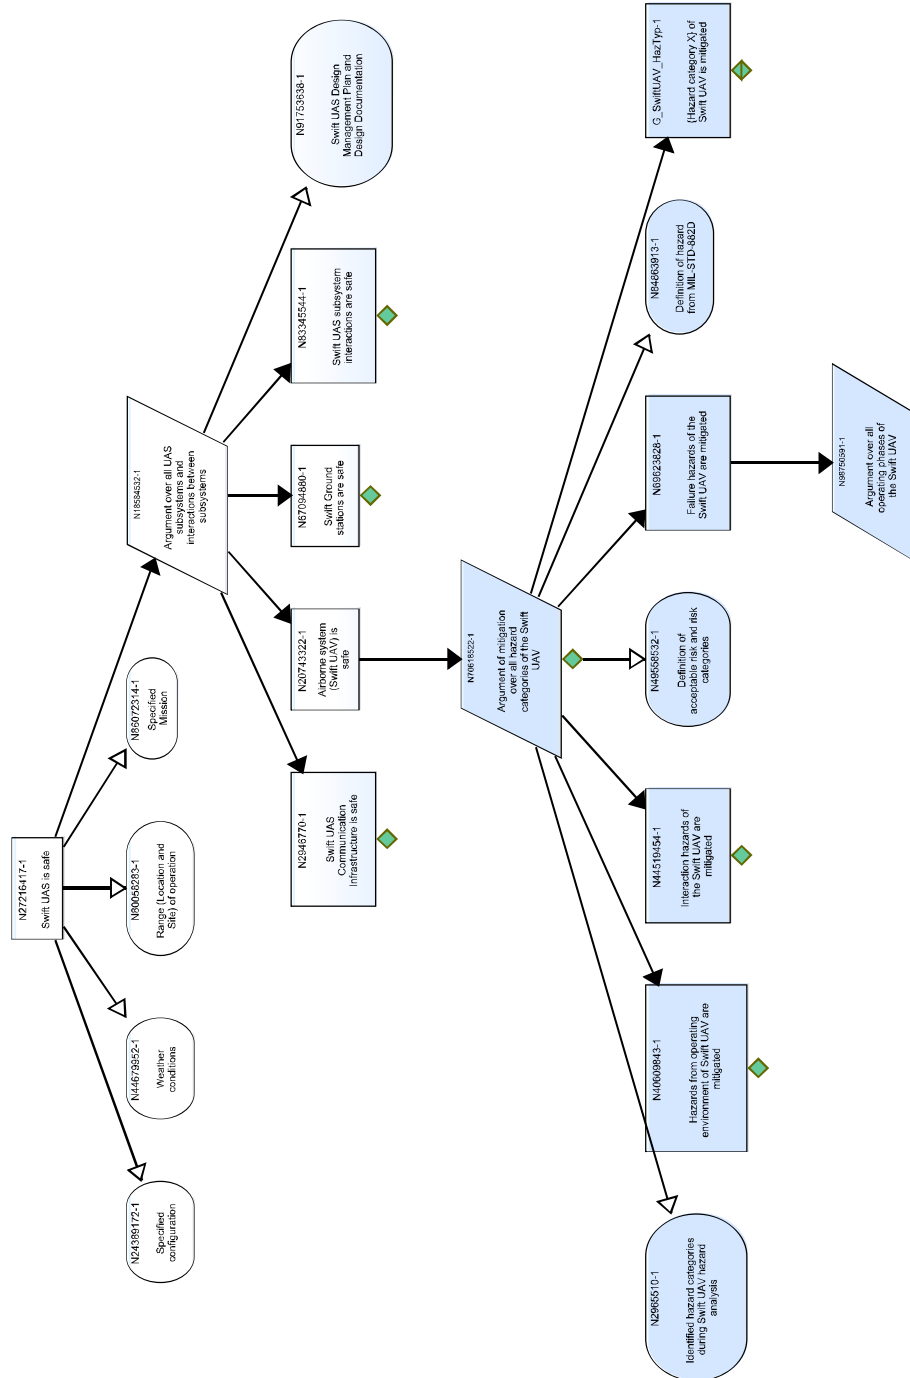 N27216417-1
Swift UAS is safe
N24389172-1
Specified
configuration
N44679952-1
Weather
conditions
N80058283-1
Range (Location and
Site) of operation
N86072314-1
Specified
Mission
N18584532-1
Argument over all UAS
subsystems and
interactions between
subsystems
N2946770-1
Swift UAS
Communication
Infrastructure is safe
N20743322-1
Airborne system
(Swift UAV) is
safe
N67094880-1
Swift Ground
stations are safe
N83345544-1
Swift UAS subsystem
interactions are safe
N91753638-1
Swift UAS Design
Management Plan and
Design Documentation
N70618522-1
Argument of mitigation
over all hazard
categories of the Swift
UAV
N2965510-1
Identified hazard categories
during Swift UAV hazard
analysis
N40609843-1
Hazards from operating
environment of Swift UAV are
mitigated
N44519454-1
Interaction hazards of
the Swift UAV are
mitigated
N49558532-1
Definition of
acceptable risk and risk
categories
N69623828-1
Failure hazards of the
Swift UAV are mitigated
N84863913-1
Definition of hazard
from MIL-STD-882D
G_SwiftUAV_HazTyp-1
{Hazard category X} of
Swift UAV is mitigated
N98750591-1
Argument over all
operating phases of
the Swift UAV